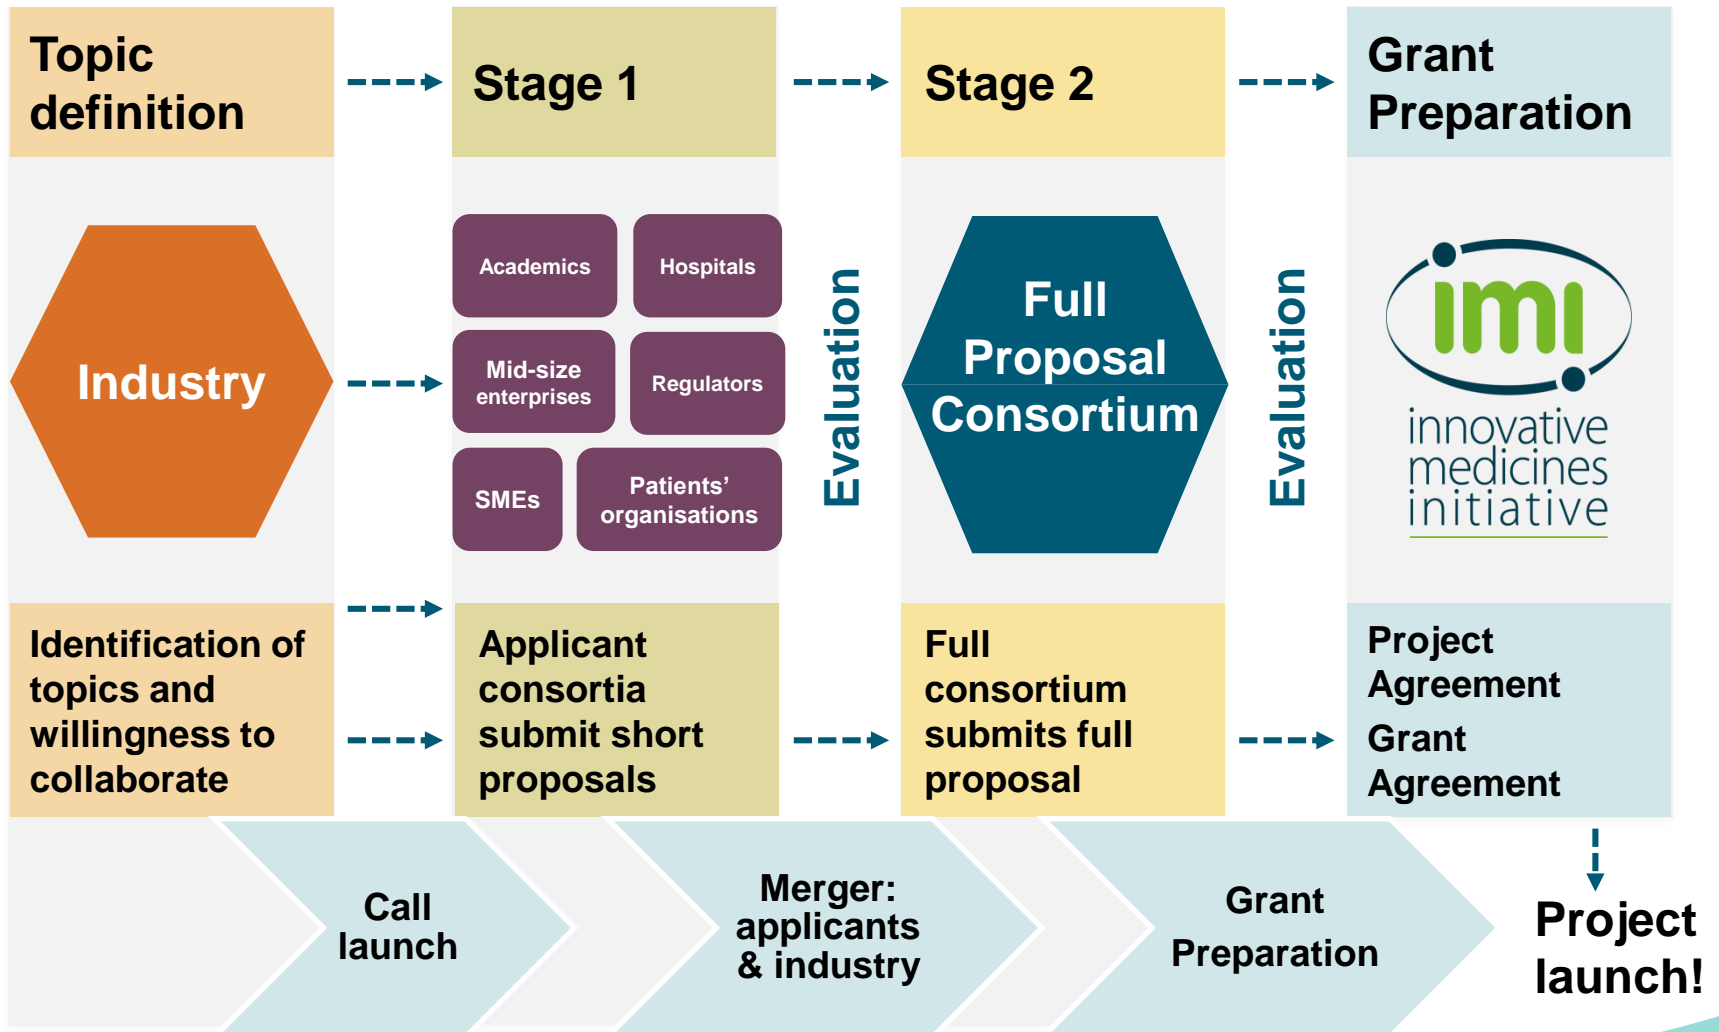 Topic
definition
Stage 1
Stage 2
Grant
Preparation
Industry
Academics
Hospitals
Mid-size
enterprises
Regulators
SMEs
Patients’
organisations
Evaluation
Full
Proposal
Consortium
Evaluation
imi
innovative
medicines
initiative
Identification of
topics and
willingness to
collaborate
Applicant
consortia
submit short
proposals
Full
consortium
submits full
proposal
Project
Agreement
Grant
Agreement
Call
launch
Merger:
applicants
& industry
Grant
Preparation
Project
launch!